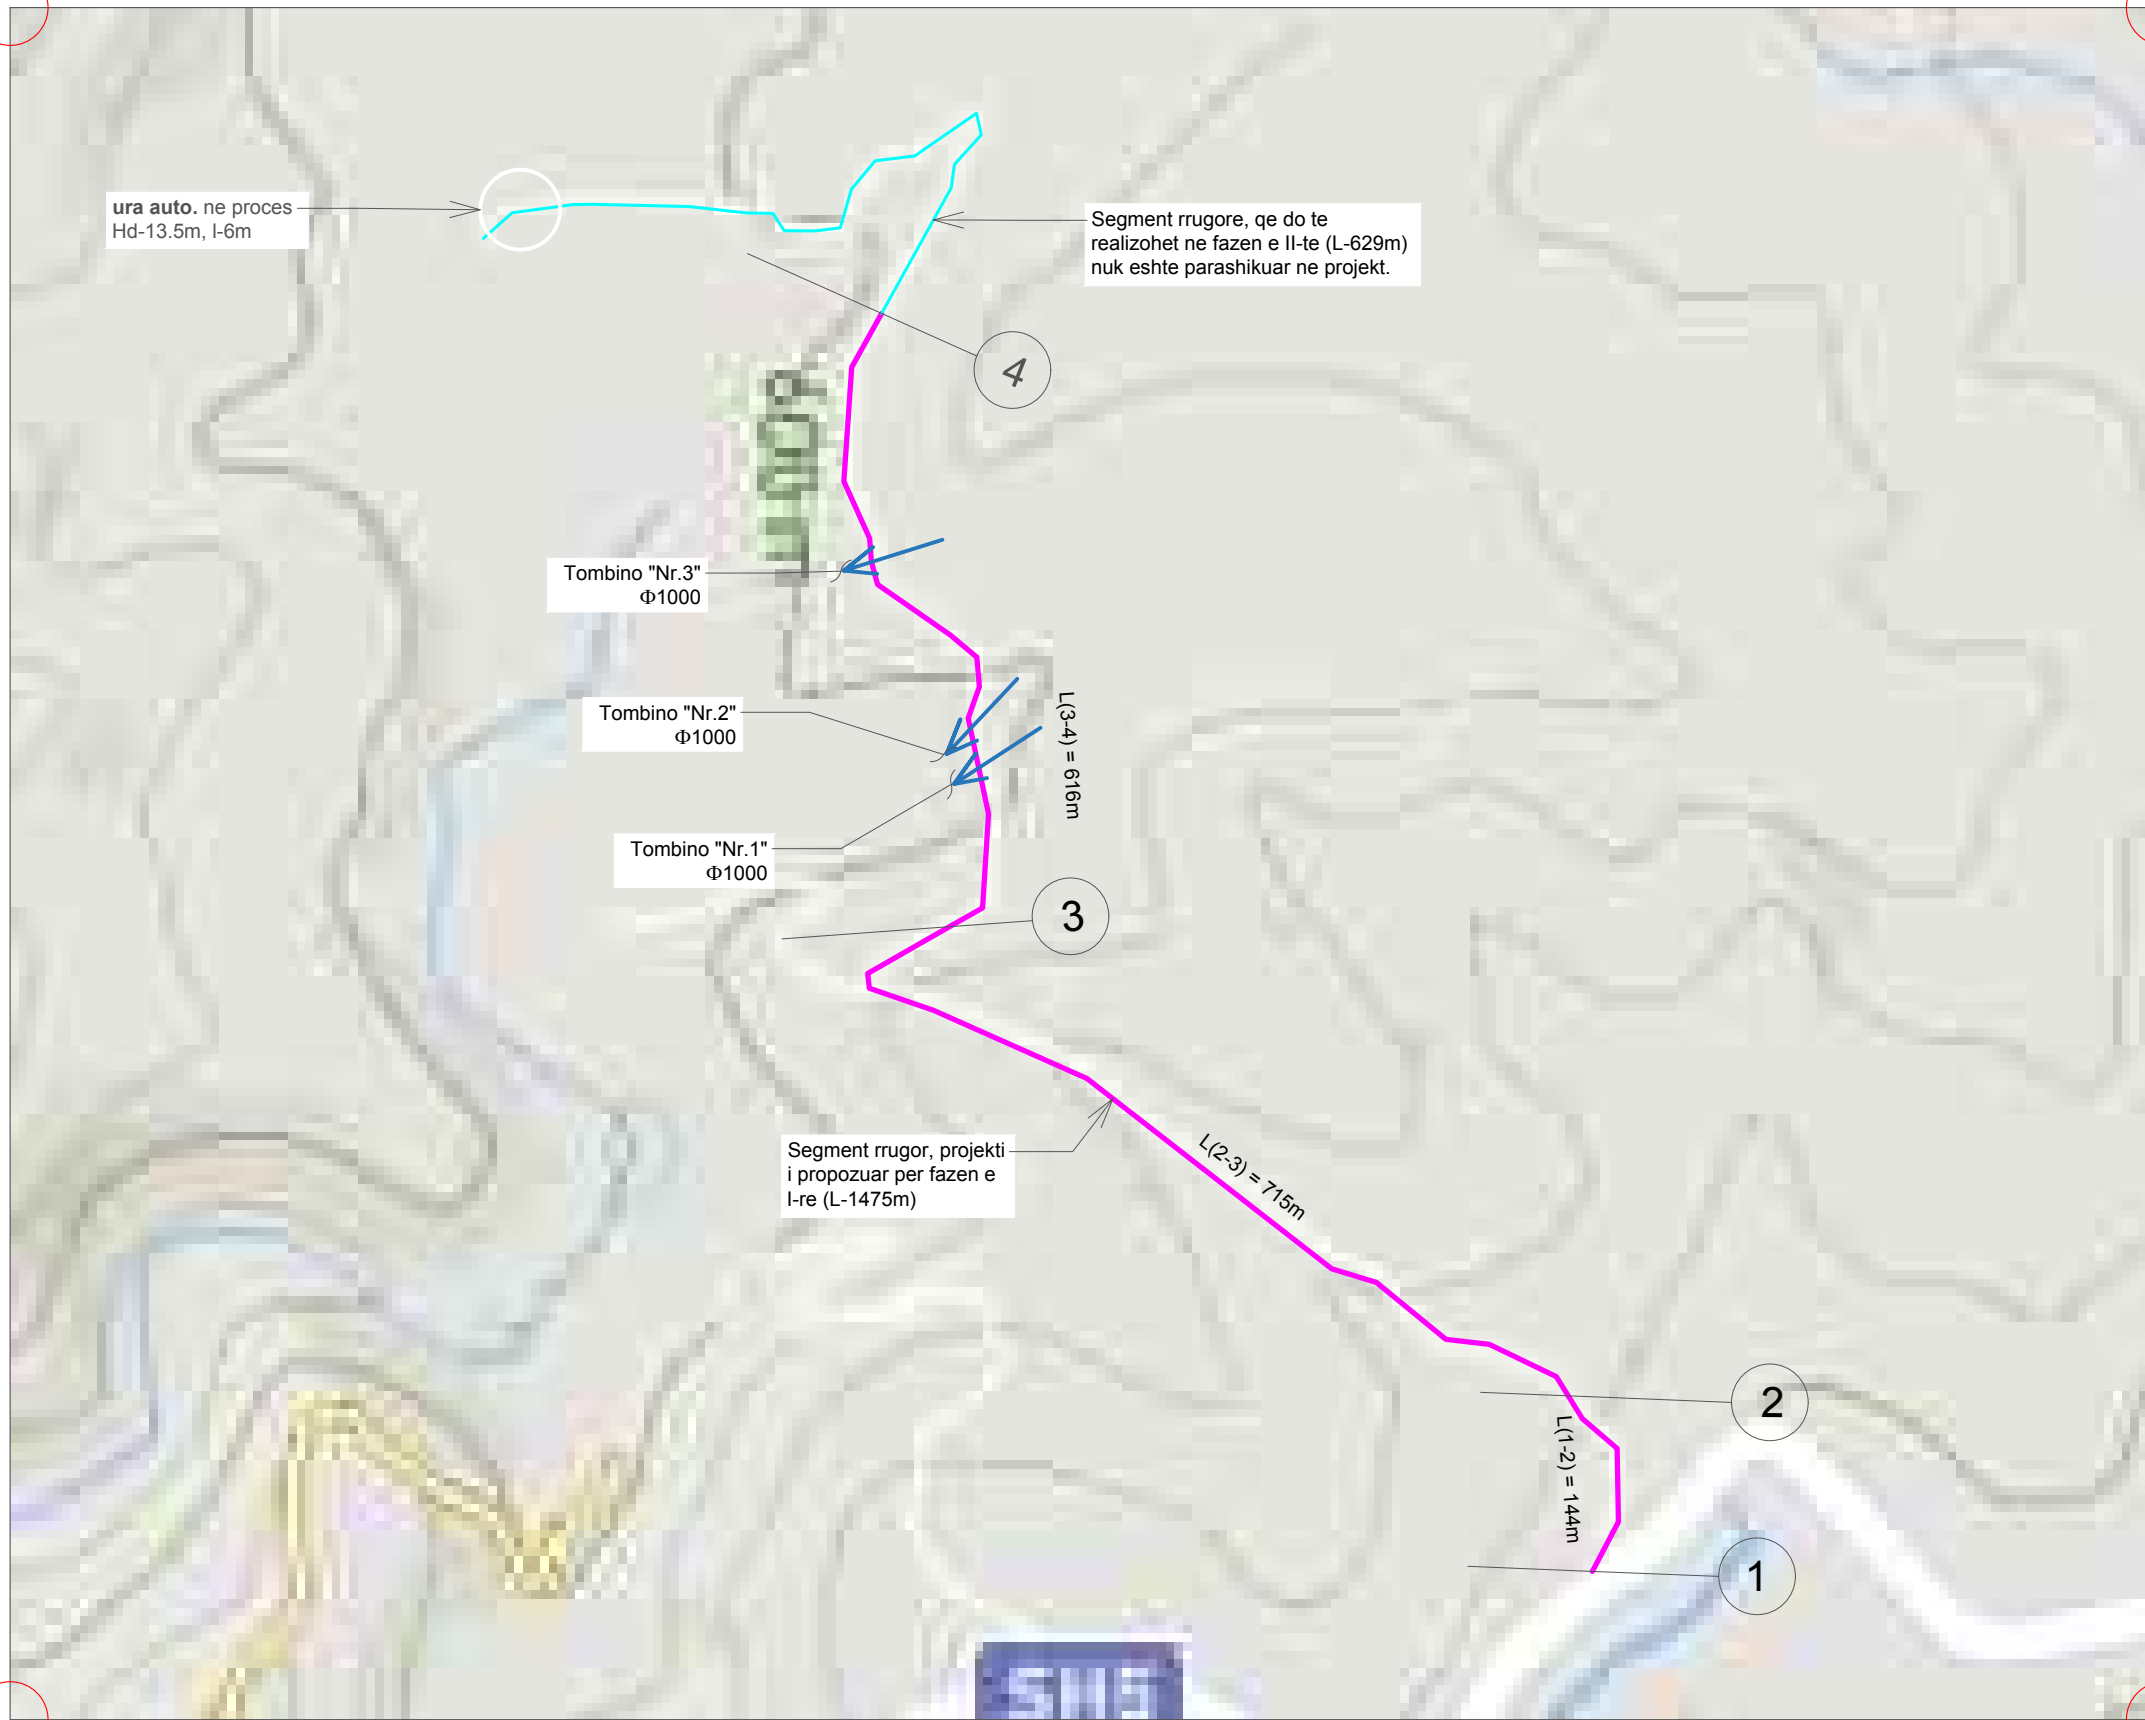 ura auto. ne proces
Hd-13.5m, l-6m
Segment rrugore, qe do te
realizohet ne fazen e II-te (L-629m)
nuk eshte parashikuar ne projekt.
4
Tombino "Nr.3"
Φ1000
Tombino "Nr.2"
Φ1000
L(3-4) = 616m
Tombino "Nr.1"
Φ1000
3
Segment rrugor, projekti
i propozuar per fazen e
I-re (L-1475m)
L(2-3) = 715m
2
L(1-2) = 144m
1